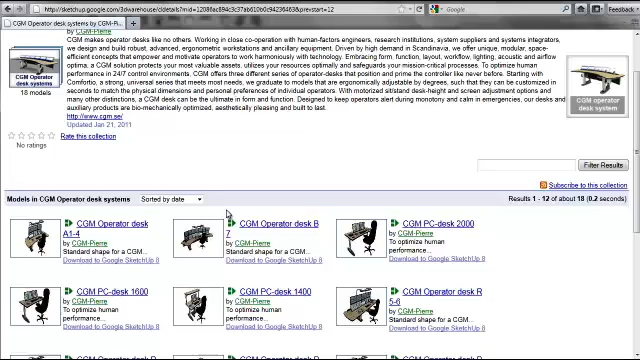 CGM Operator desk systems by CGM-Pi...
sketchup.google.com/3dwarehouse/cldetails?mid=12086af894c3c37ab610b0c94236463&prevstart=12
Google
Feedback
by CGM-Pierre
CGM makes operator desks like no others. Working in close co-operation with human-factors engineers, research institutions, system suppliers and systems integrators,
we design and build robust, advanced, ergonomic workstations and ancillary equipment. Driven by high demand in Scandinavia, we offer unique, modular, space-
efficient concepts that empower and motivate operators to work harmoniously with technology. Embracing form, function, layout, workflow, lighting, acoustic and airflow
optima, a CGM solution protects your most valuable assets, utilizes your resources optimally and safeguards your mission-critical processes. To optimize human
performance in 24/7 control environments. CGM offers three different series of operator-desks that position and prime the controller like never before. Starting with
Comfort, a strong, universal series that meets most needs, we graduate to models that are ergonomically adjustable by degrees, such that they can be customized in
seconds to match the physical dimensions and personal preferences of individual operators. With motorized sit/stand desk-height and screen adjustment options and
many other distinctions, a CGM desk can be the ultimate in form and function. Designed to keep operators alert during monotony and calm in emergencies, our desks and
auxiliary products are bio-mechanically optimized, aesthetically pleasing and built to last.
http://www.cgm.se/
Updated Jan 21, 2011
CGM operator
desk systems
18 models
CGM operator
desk system
Rate this collection
No ratings
Filter Results
Subscribe to this collection
Models in CGM Operator desk systems
Sorted by date
Results 1 - 12 of about 18 (0.2 seconds)
CGM Operator desk
A1-4
by CGM-Pierre
Standard shape for a CGM...
Download to Google SketchUp 8
CGM Operator desk B
7
by CGM-Pierre
Standard shape for a CGM...
Download to Google SketchUp 8
CGM PC-desk 2000
by CGM-Pierre
To optimize human
performance...
Download to Google SketchUp 8
CGM PC-desk 1600
by CGM-Pierre
To optimize human
performance...
Download to Google SketchUp 8
CGM PC-desk 1400
by CGM-Pierre
To optimize human
performance...
Download to Google SketchUp 8
CGM Operator desk R
5-6
by CGM-Pierre
Standard shape for a CGM...
Download to Google SketchUp 8